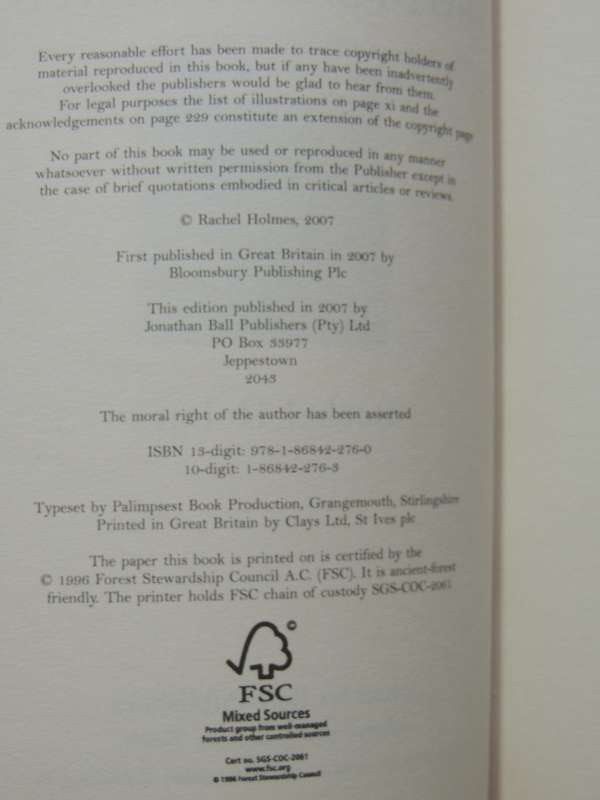 Every reasonable effort has been made to trace copyright holders of
material reproduced in this book, but if any have been inadvertently
overlooked the publishers would be glad to hear from them.
For legal purposes the list of illustrations on page xi and the
acknowledgements on page 229 constitute an extension of the copyright page
No part of this book may be used or reproduced in any manner
whatsoever without written permission from the Publisher except in
the case of brief quotations embodied in critical articles or reviews.
© Rachel Holmes, 2007
First published in Great Britain in 2007 by
Bloomsbury Publishing Plc
This edition published in 2007 by
Jonathan Ball Publishers (Pty) Ltd
PO Box 33977
Jeppestown
2043
The moral right of the author has been asserted
ISBN 13-digit: 978-1-86842-276-0
10-digit: 1-86842-276-3
Typeset by Palimpsest Book Production, Grangemouth, Stirlingshire
Printed in Great Britain by Clays Ltd, St Ives plc
The paper this book is printed on is certified by the
© 1996 Forest Stewardship Council A.C. (FSC). It is ancient-forest
friendly. The printer holds FSC chain of custody SGS-COC-2061
©
FSC
Mixed Sources
Product group from well-managed
forests and other controlled sources
Cert no. SGS-COC-2061
www.fsc.org
© 1996 Forest Stewardship Council